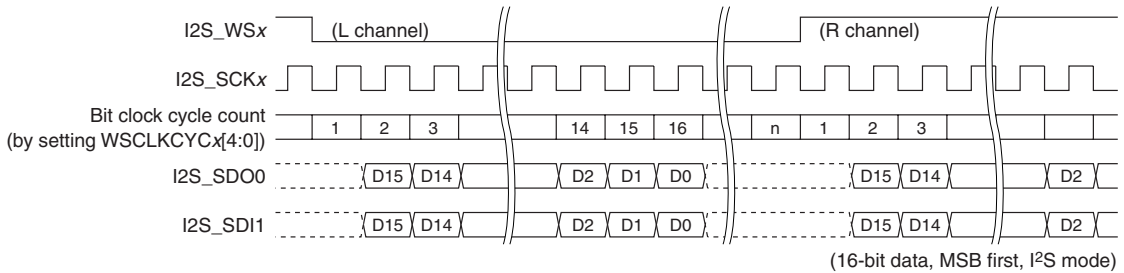 I2S_WSx (L channel) (R channel)
I2S_SCKx
Bit clock cycle count
(by setting WSCLKCYCx[4:0]) 1 2 3 14 15 16 n 1 2 3
I2S_SDO0 D15 D14 D2 D1 D0 D15 D14 D2
I2S_SDI1 D15 D14 D2 D1 D0 D15 D14 D2
(16-bit data, MSB first, I²S mode)